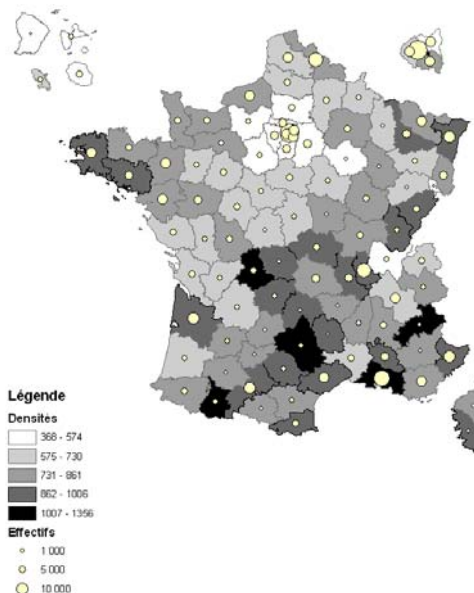 Légende
Densités
368 - 574
575 - 730
731 - 861
862 - 1006
1007 - 1356
Effectifs
1 000
5 000
10 000